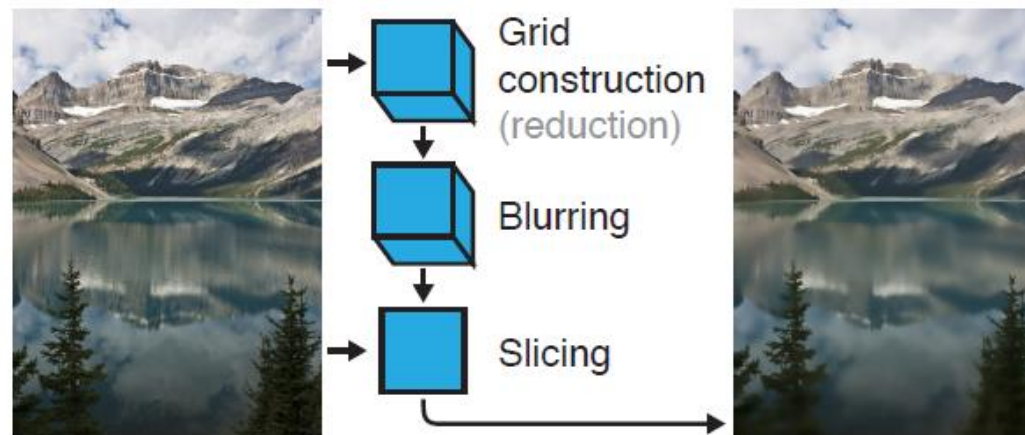 Grid
construction
(reduction)
Blurring
Slicing